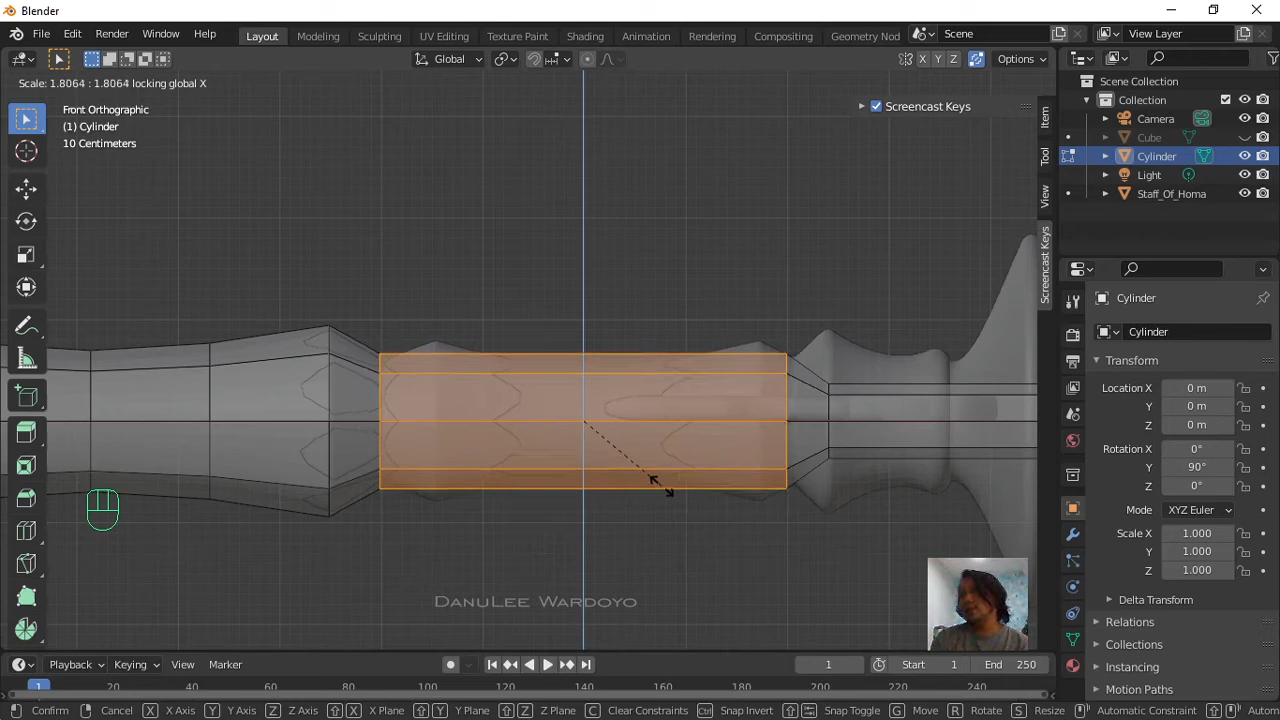 Blender
File Edit Render Window Help
Layout Modeling Sculpting UV Editing Texture Paint Shading Animation Rendering Compositing Geometry Nod
Scene
View Layer
Global
X Y Z
Options
Scale: 1.8064 : 1.8064 locking global X
Front Orthographic
(1) Cylinder
10 Centimeters
Screencast Keys
Item
Tool
View
Screencast Keys
Scene Collection
Collection
Camera
Cube
Cylinder
Light
Staff_Of_Homa
Cylinder
Cylinder
Transform
Location X 0 m
Y 0 m
Z 0 m
Rotation X 0°
Y 90°
Z 0°
Mode XYZ Euler
Scale X 1.000
Y 1.000
Z 1.000
Delta Transform
Relations
Collections
Instancing
Motion Paths
DanuLee Wardoyo
Playback Keying View Marker
1
Start 1
End 250
1 20 40 60 80 100 120 140 160 180 200 220 240
Confirm Cancel X X Axis Y Y Axis Z Z Axis X X Plane Y Y Plane Z Z Plane C Clear Constraints Ctrl Snap Invert Snap Toggle G Move R Rotate S Resize Automatic Constraint Autom